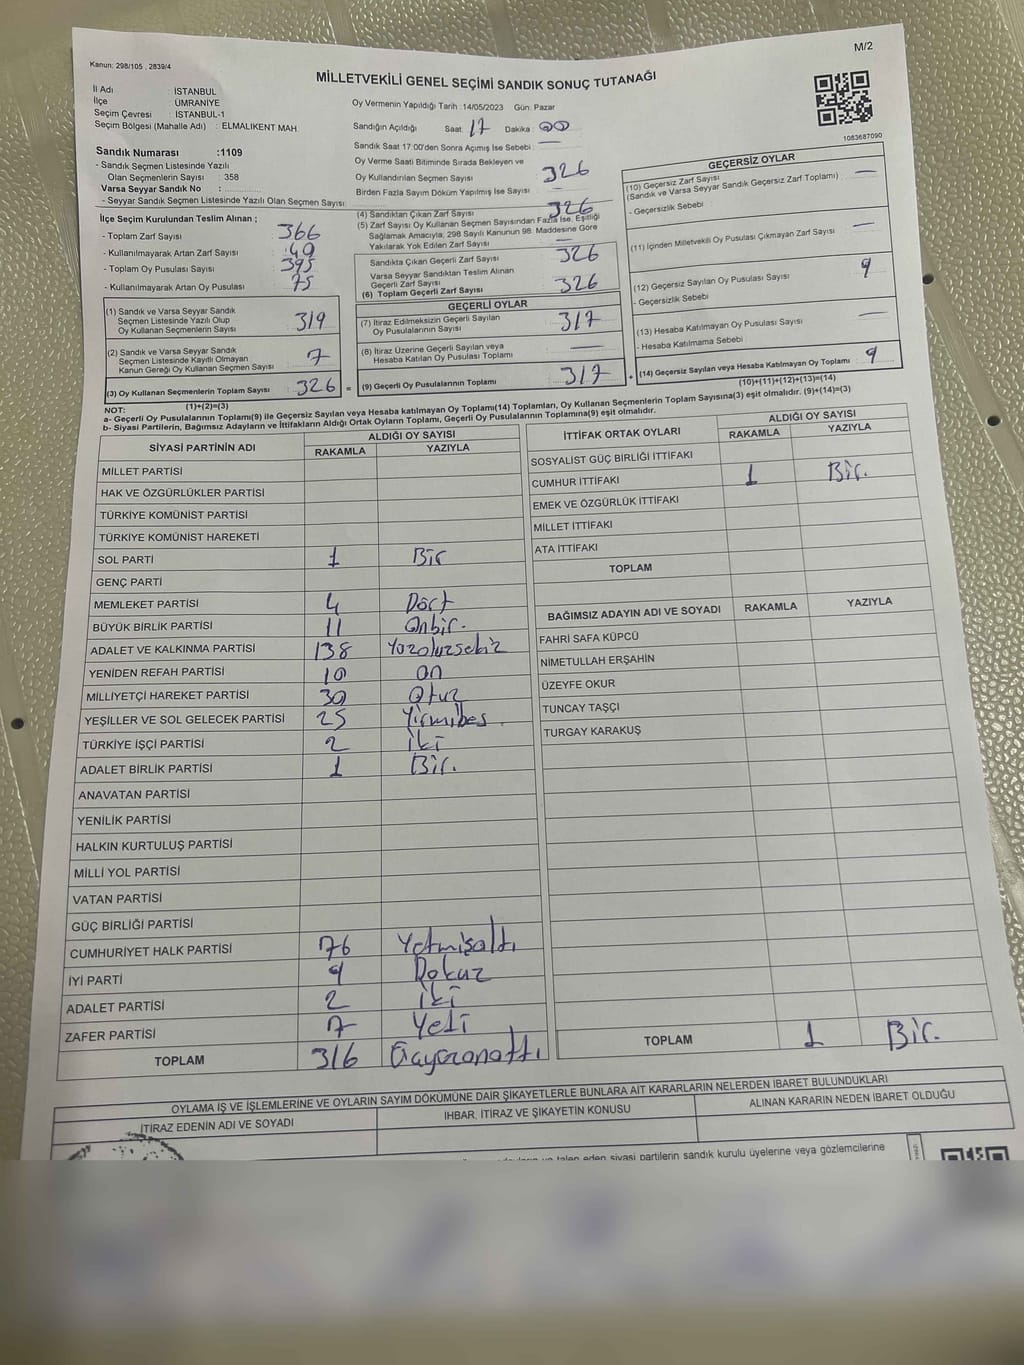 M/2
Kanun: 298/105 , 2839/4
MİLLETVEKİLİ GENEL SEÇİMİ SANDIK SONUÇ TUTANAĞI
İl Adı İSTANBUL
İlçe ÜMRANİYE
Seçim Çevresi : İSTANBUL-1
Seçim Bölgesi (Mahalle Adı) : ELMALIKENT MAH.
Oy Vermenin Yapıldığı Tarih :14/05/2023 Gün: Pazar
Sandığın Açıldığı Saat: 17 Dakika : 00
Sandık Saat 17:00'den Sonra Açımış İse Sebebi : —
Oy Verme Saati Bitiminde Sırada Bekleyen ve
Oy Kullandırılan Seçmen Sayısı 326
Birden Fazla Sayım Döküm Yapılmış İse Sayısı : —
1083687090
Sandık Numarası :1109
- Sandık Seçmen Listesinde Yazılı
Olan Seçmenlerin Sayısı : 358
Varsa Seyyar Sandık No :
- Seyyar Sandık Seçmen Listesinde Yazılı Olan Seçmen Sayısı:
İlçe Seçim Kurulundan Teslim Alınan ;
- Toplam Zarf Sayısı 366
- Kullanılmayarak Artan Zarf Sayısı : 40
- Toplam Oy Pusulası Sayısı 395
- Kullanılmayarak Artan Oy Pusulası 75
(1) Sandık ve Varsa Seyyar Sandık
Seçmen Listesinde Yazılı Olup
Oy Kullanan Seçmenlerin Sayısı 319
(2) Sandık ve Varsa Seyyar Sandık
Seçmen Listesinde Kayıtlı Olmayan
Kanun Gereği Oy Kullanan Seçmen Sayısı 7
(3) Oy Kullanan Seçmenlerin Toplam Sayısı 326 =
(1)+(2)=(3)
(4) Sandıktan Çıkan Zarf Sayısı 326
(5) Zarf Sayısı Oy Kullanan Seçmen Sayısından Fazla İse, Eşitliği
Sağlamak Amacıyla, 298 Sayılı Kanunun 98. Maddesine Göre
Yakılarak Yok Edilen Zarf Sayısı —
Sandıkta Çıkan Geçerli Zarf Sayısı 326
Varsa Seyyar Sandıktan Teslim Alınan
Geçerli Zarf Sayısı
(6) Toplam Geçerli Zarf Sayısı 326
GEÇERLİ OYLAR
(7) İtiraz Edilmeksizin Geçerli Sayılan
Oy Pusulalarının Sayısı 317
(8) İtiraz Üzerine Geçerli Sayılan veya
Hesaba Katılan Oy Pusulası Toplamı —
(9) Geçerli Oy Pusulalarının Toplamı 317 +
GEÇERSİZ OYLAR
(10) Geçersiz Zarf Sayısı —
(Sandık ve Varsa Seyyar Sandık Geçersiz Zarf Toplamı) :
- Geçersizlik Sebebi :
(11) İçinden Milletvekili Oy Pusulası Çıkmayan Zarf Sayısı : —
(12) Geçersiz Sayılan Oy Pusulası Sayısı 9
- Geçersizlik Sebebi
(13) Hesaba Katılmayan Oy Pusulası Sayısı —
- Hesaba Katılmama Sebebi
(14) Geçersiz Sayılan veya Hesaba Katılmayan Oy Toplamı 9
(10)+(11)+(12)+(13)=(14)
NOT:
a- Geçerli Oy Pusulalarının Toplamı(9) ile Geçersiz Sayılan veya Hesaba katılmayan Oy Toplamı(14) Toplamları, Oy Kullanan Seçmenlerin Toplam Sayısına(3) eşit olmalıdır. (9)+(14)=(3)
b- Siyasi Partilerin, Bağımsız Adayların ve İttifakların Aldığı Ortak Oyların Toplamı, Geçerli Oy Pusulalarının Toplamına(9) eşit olmalıdır.
SİYASİ PARTİNİN ADI ALDIĞI OY SAYISI
RAKAMLA YAZIYLA
MİLLET PARTİSİ
HAK VE ÖZGÜRLÜKLER PARTİSİ
TÜRKİYE KOMÜNİST PARTİSİ
TÜRKİYE KOMÜNİST HAREKETİ
SOL PARTİ 1 Bir
GENÇ PARTİ
MEMLEKET PARTİSİ 4 Dört
BÜYÜK BİRLİK PARTİSİ 11 Onbir.
ADALET VE KALKINMA PARTİSİ 138 Yüzotuzsekiz
YENİDEN REFAH PARTİSİ 10 On
MİLLİYETÇİ HAREKET PARTİSİ 30 Otuz
YEŞİLLER VE SOL GELECEK PARTİSİ 25 Yirmibeş.
TÜRKİYE İŞÇİ PARTİSİ 2 İki
ADALET BİRLİK PARTİSİ 1 Bir.
ANAVATAN PARTİSİ
YENİLİK PARTİSİ
HALKIN KURTULUŞ PARTİSİ
MİLLİ YOL PARTİSİ
VATAN PARTİSİ
GÜÇ BİRLİĞİ PARTİSİ
CUMHURİYET HALK PARTİSİ 76 Yetmişaltı
İYİ PARTİ 9 Dokuz
ADALET PARTİSİ 2 İki
ZAFER PARTİSİ 7 Yedi
TOPLAM 316 Üçyüzonaltı
İTTİFAK ORTAK OYLARI ALDIĞI OY SAYISI
RAKAMLA YAZIYLA
SOSYALİST GÜÇ BİRLİĞİ İTTİFAKI
CUMHUR İTTİFAKI 1 Bir.
EMEK VE ÖZGÜRLÜK İTTİFAKI
MİLLET İTTİFAKI
ATA İTTİFAKI
TOPLAM
BAĞIMSIZ ADAYIN ADI VE SOYADI RAKAMLA YAZIYLA
FAHRİ SAFA KÜPCÜ
NİMETULLAH ERŞAHİN
ÜZEYFE OKUR
TUNCAY TAŞÇI
TURGAY KARAKUŞ
TOPLAM 1 Bir.
OYLAMA İŞ VE İŞLEMLERİNE VE OYLARIN SAYIM DÖKÜMÜNE DAİR ŞİKAYETLERLE BUNLARA AİT KARARLARIN NELERDEN İBARET BULUNDUKLARI
İTİRAZ EDENİN ADI VE SOYADI İHBAR, İTİRAZ VE ŞİKAYETİN KONUSU ALINAN KARARIN NEDEN İBARET OLDUĞU
talep eden siyasi partilerin sandık kurulu üyelerine veya gözlemcilerine